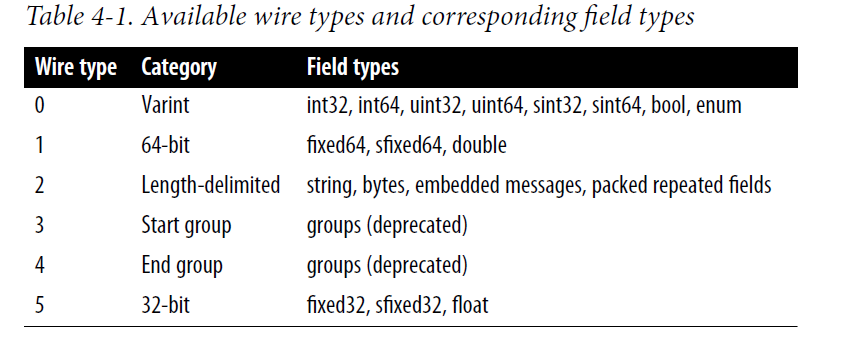 Table 4-1. Available wire types and corresponding field types
Wire type Category Field types
0 Varint int32, int64, uint32, uint64, sint32, sint64, bool, enum
1 64-bit fixed64, sfixed64, double
2 Length-delimited string, bytes, embedded messages, packed repeated fields
3 Start group groups (deprecated)
4 End group groups (deprecated)
5 32-bit fixed32, sfixed32, float